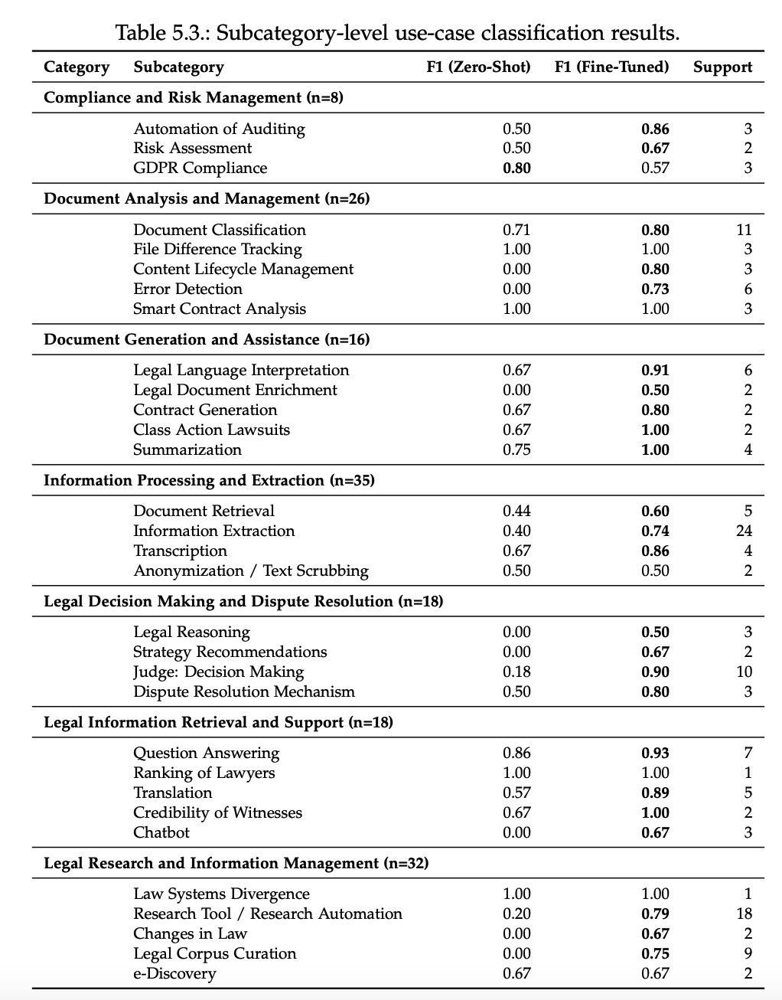 Table 5.3.: Subcategory-level use-case classification results.
Category Subcategory F1 (Zero-Shot) F1 (Fine-Tuned) Support
Compliance and Risk Management (n=8)
Automation of Auditing 0.50 0.86 3
Risk Assessment 0.50 0.67 2
GDPR Compliance 0.80 0.57 3
Document Analysis and Management (n=26)
Document Classification 0.71 0.80 11
File Difference Tracking 1.00 1.00 3
Content Lifecycle Management 0.00 0.80 3
Error Detection 0.00 0.73 6
Smart Contract Analysis 1.00 1.00 3
Document Generation and Assistance (n=16)
Legal Language Interpretation 0.67 0.91 6
Legal Document Enrichment 0.00 0.50 2
Contract Generation 0.67 0.80 2
Class Action Lawsuits 0.67 1.00 2
Summarization 0.75 1.00 4
Information Processing and Extraction (n=35)
Document Retrieval 0.44 0.60 5
Information Extraction 0.40 0.74 24
Transcription 0.67 0.86 4
Anonymization / Text Scrubbing 0.50 0.50 2
Legal Decision Making and Dispute Resolution (n=18)
Legal Reasoning 0.00 0.50 3
Strategy Recommendations 0.00 0.67 2
Judge: Decision Making 0.18 0.90 10
Dispute Resolution Mechanism 0.50 0.80 3
Legal Information Retrieval and Support (n=18)
Question Answering 0.86 0.93 7
Ranking of Lawyers 1.00 1.00 1
Translation 0.57 0.89 5
Credibility of Witnesses 0.67 1.00 2
Chatbot 0.00 0.67 3
Legal Research and Information Management (n=32)
Law Systems Divergence 1.00 1.00 1
Research Tool / Research Automation 0.20 0.79 18
Changes in Law 0.00 0.67 2
Legal Corpus Curation 0.00 0.75 9
e-Discovery 0.67 0.67 2